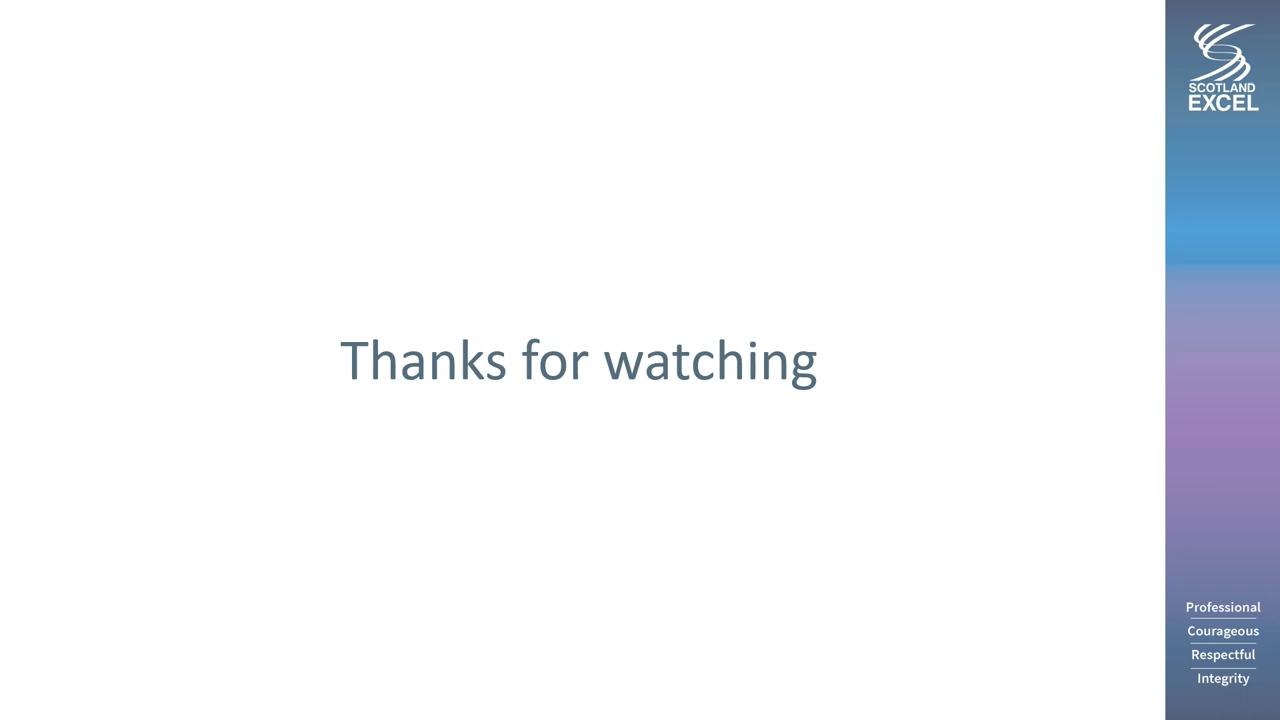 SCOTLAND
EXCEL
Thanks for watching
Professional
Courageous
Respectful
Integrity